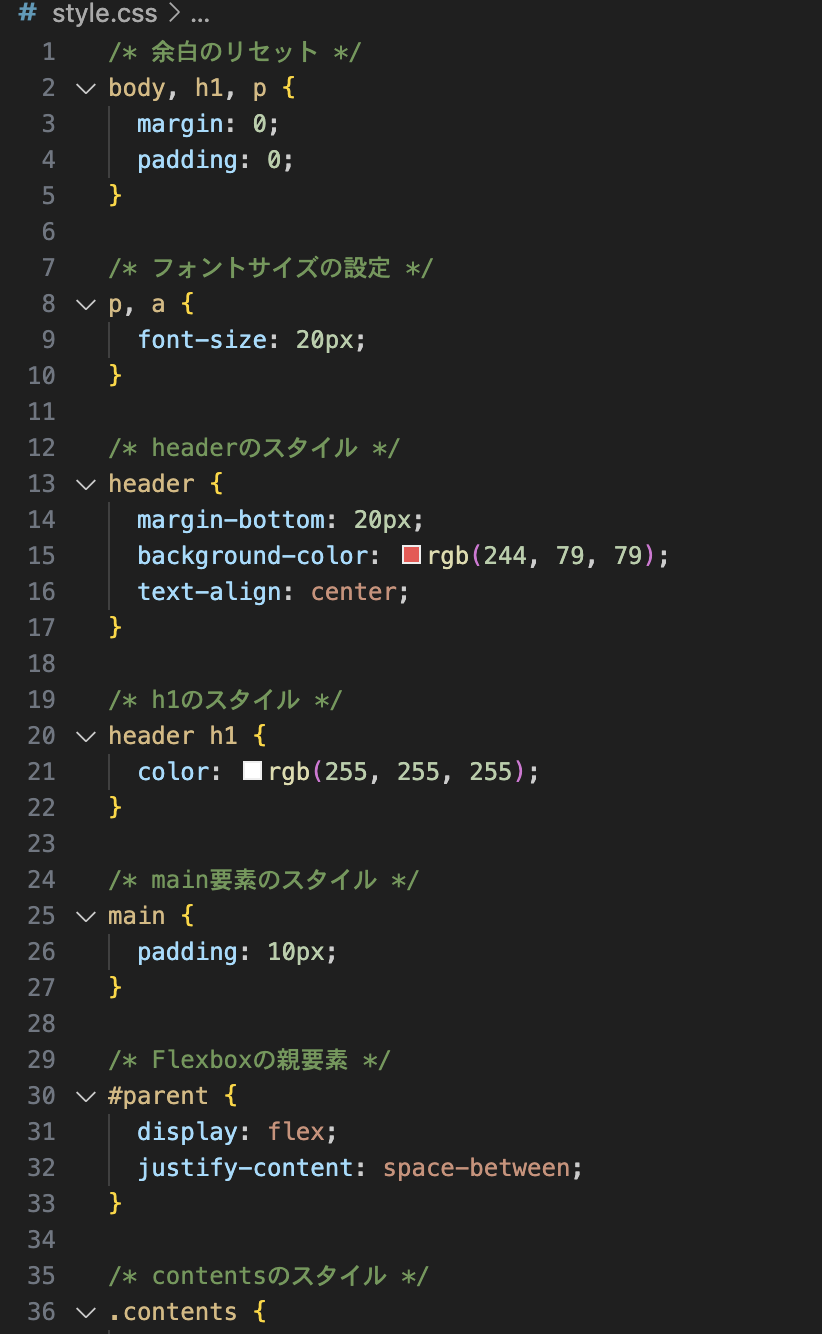 # style.css > ...
1 /* 余白のリセット */
2 body, h1, p {
3 margin: 0;
4 padding: 0;
5 }
6
7 /* フォントサイズの設定 */
8 p, a {
9 font-size: 20px;
10 }
11
12 /* headerのスタイル */
13 header {
14 margin-bottom: 20px;
15 background-color: rgb(244, 79, 79);
16 text-align: center;
17 }
18
19 /* h1のスタイル */
20 header h1 {
21 color: rgb(255, 255, 255);
22 }
23
24 /* main要素のスタイル */
25 main {
26 padding: 10px;
27 }
28
29 /* Flexboxの親要素 */
30 #parent {
31 display: flex;
32 justify-content: space-between;
33 }
34
35 /* contentsのスタイル */
36 .contents {